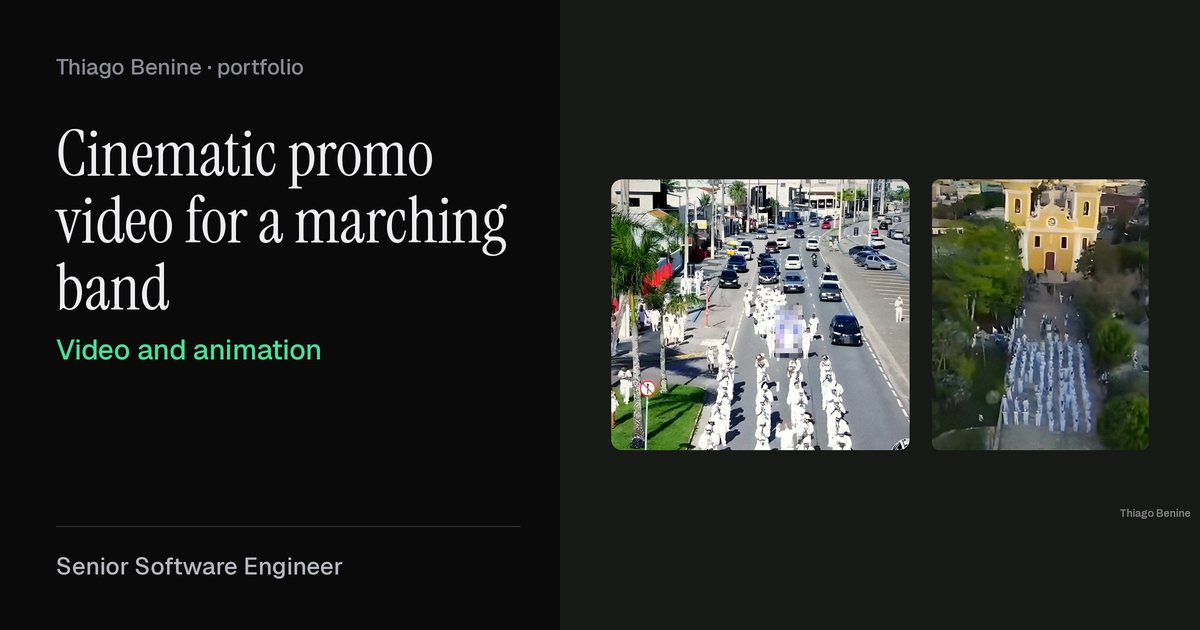 Thiago Benine · portfolio
Cinematic promo
video for a marching
band
Video and animation
Senior Software Engineer
Thiago Benine